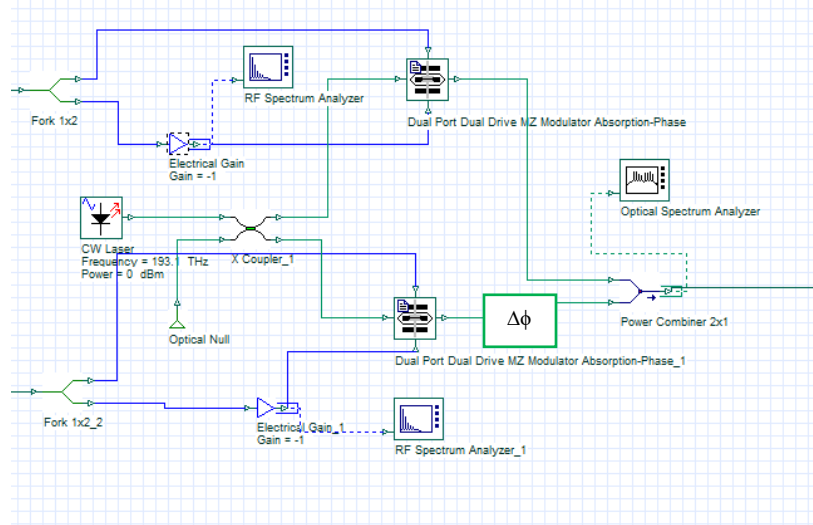 RF Spectrum Analyzer
Fork 1x2
Dual Port Dual Drive MZ Modulator Absorption-Phase
Electrical Gain
Gain = -1
Optical Spectrum Analyzer
CW Laser
Frequency = 193.1 THz
Power = 0 dBm
X Coupler_1
Δϕ
Power Combiner 2x1
Optical Null
Dual Port Dual Drive MZ Modulator Absorption-Phase_1
Fork 1x2_2
Electrical Gain_1
Gain = -1
RF Spectrum Analyzer_1